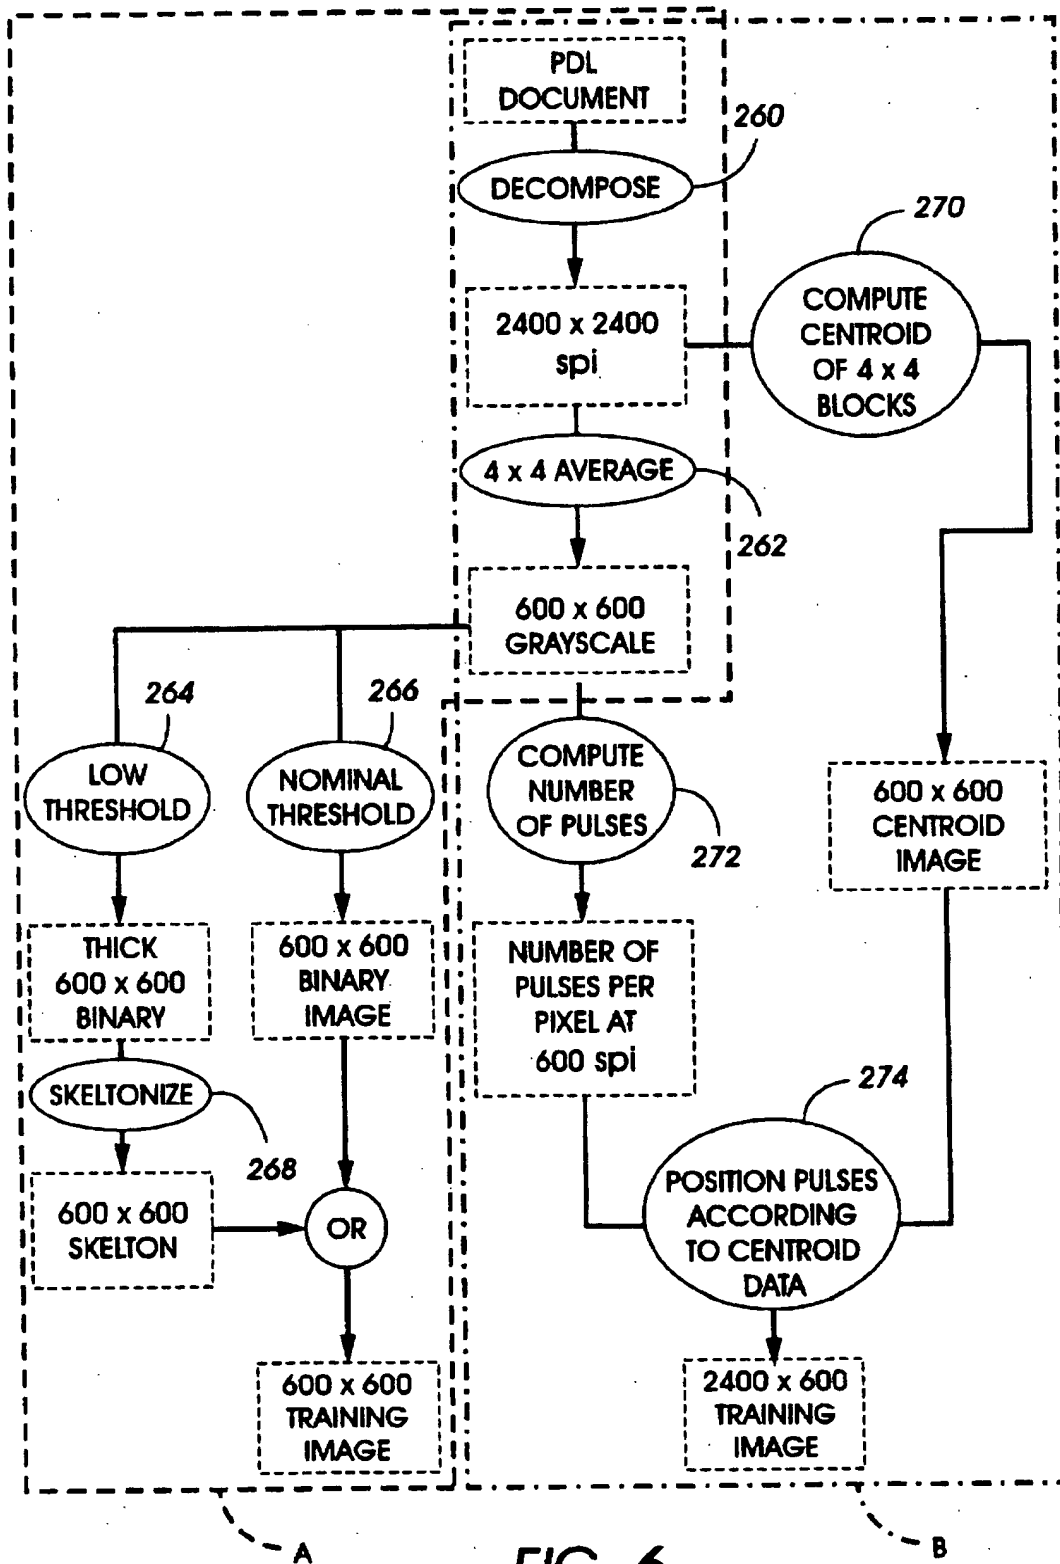 PDL
DOCUMENT
260
DECOMPOSE
270
2400 x 2400
spi
COMPUTE
CENTROID
OF 4 x 4
BLOCKS
4 x 4 AVERAGE
262
600 x 600
GRAYSCALE
264
266
LOW
THRESHOLD
NOMINAL
THRESHOLD
COMPUTE
NUMBER
OF PULSES
272
600 x 600
CENTROID
IMAGE
THICK
600 x 600
BINARY
600 x 600
BINARY
IMAGE
NUMBER OF
PULSES PER
PIXEL AT
600 spi
SKELTONIZE
268
274
600 x 600
SKELTON
OR
POSITION PULSES
ACCORDING
TO CENTROID
DATA
600 x 600
TRAINING
IMAGE
2400 x 600
TRAINING
IMAGE
A
B
FIG. 6